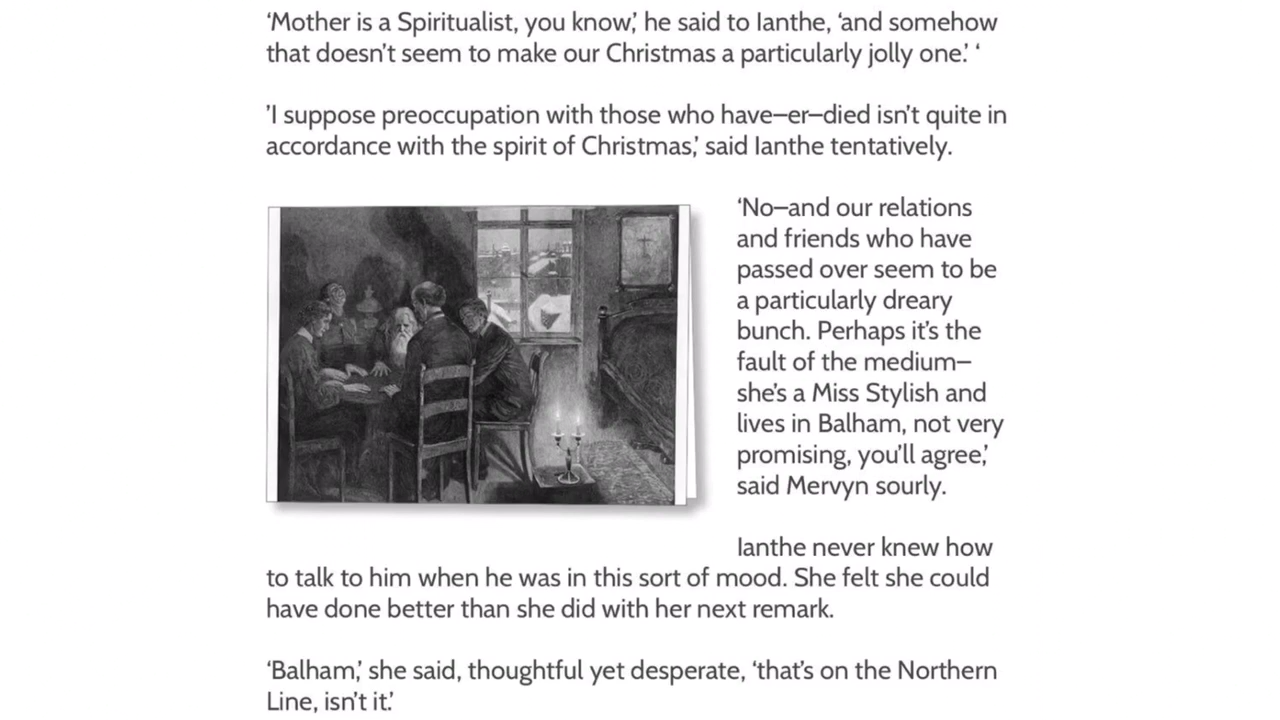 ‘Mother is a Spiritualist, you know,’ he said to Ianthe, ‘and somehow
that doesn’t seem to make our Christmas a particularly jolly one.’ ‘
’I suppose preoccupation with those who have–er–died isn’t quite in
accordance with the spirit of Christmas,’ said Ianthe tentatively.
‘No–and our relations
and friends who have
passed over seem to be
a particularly dreary
bunch. Perhaps it’s the
fault of the medium–
she’s a Miss Stylish and
lives in Balham, not very
promising, you’ll agree,’
said Mervyn sourly.
Ianthe never knew how
to talk to him when he was in this sort of mood. She felt she could
have done better than she did with her next remark.
‘Balham,’ she said, thoughtful yet desperate, ‘that’s on the Northern
Line, isn’t it.’